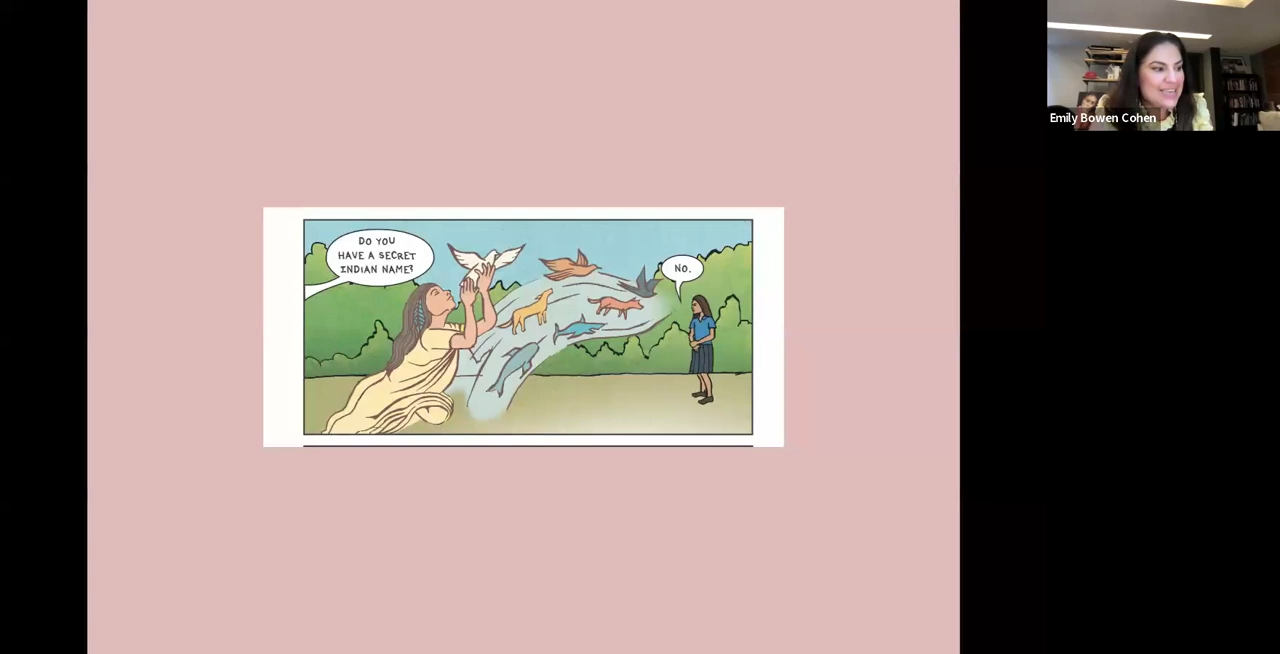 DO YOU
HAVE A SECRET
INDIAN NAME?
NO.
Emily Bowen Cohen